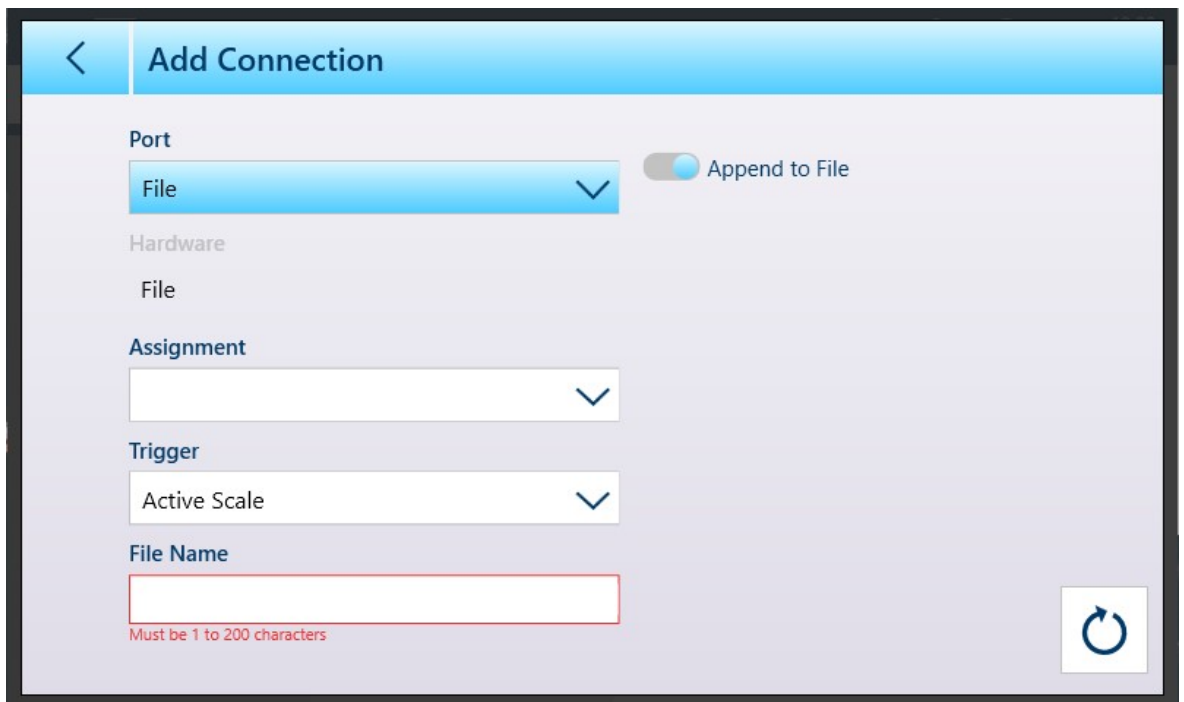 Add Connection
Port
File
Append to File
Hardware
File
Assignment
Trigger
Active Scale
File Name
Must be 1 to 200 characters